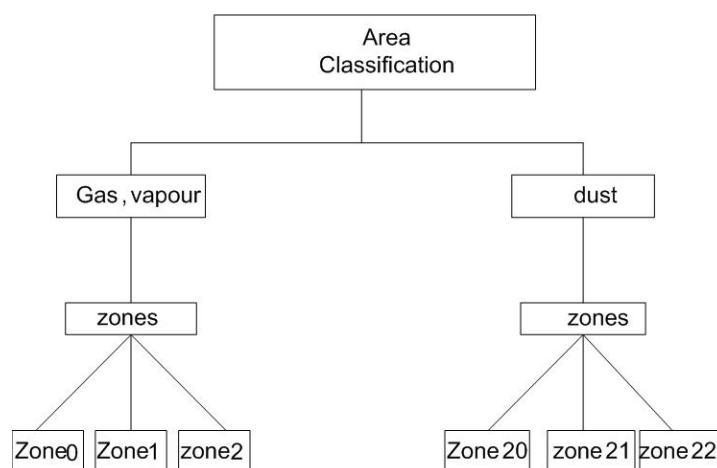 Area
Classification
Gas, vapour
dust
zones
zones
Zone0
Zone1
zone2
Zone 20
zone 21
zone 22